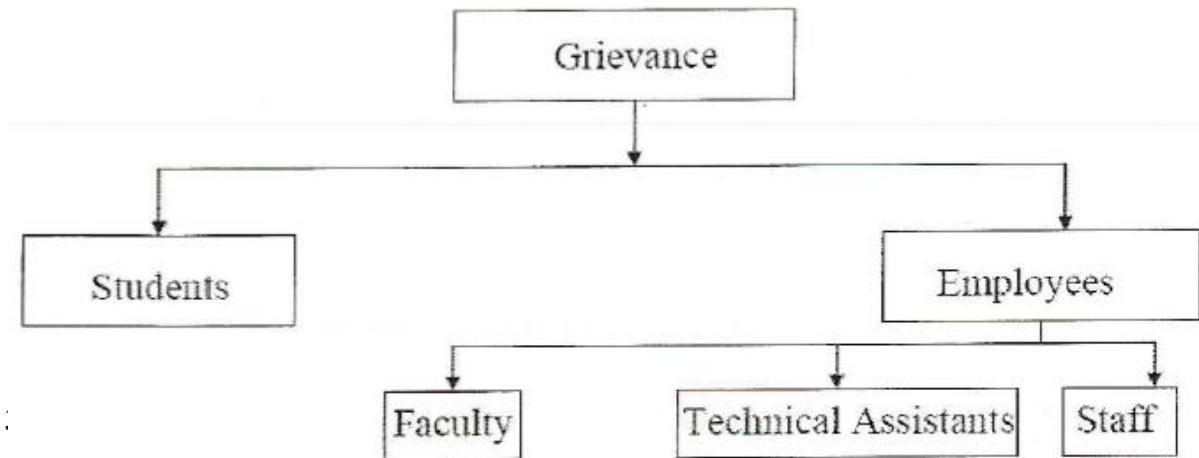 Grievance
Students
Employees
Faculty
Technical Assistants
Staff